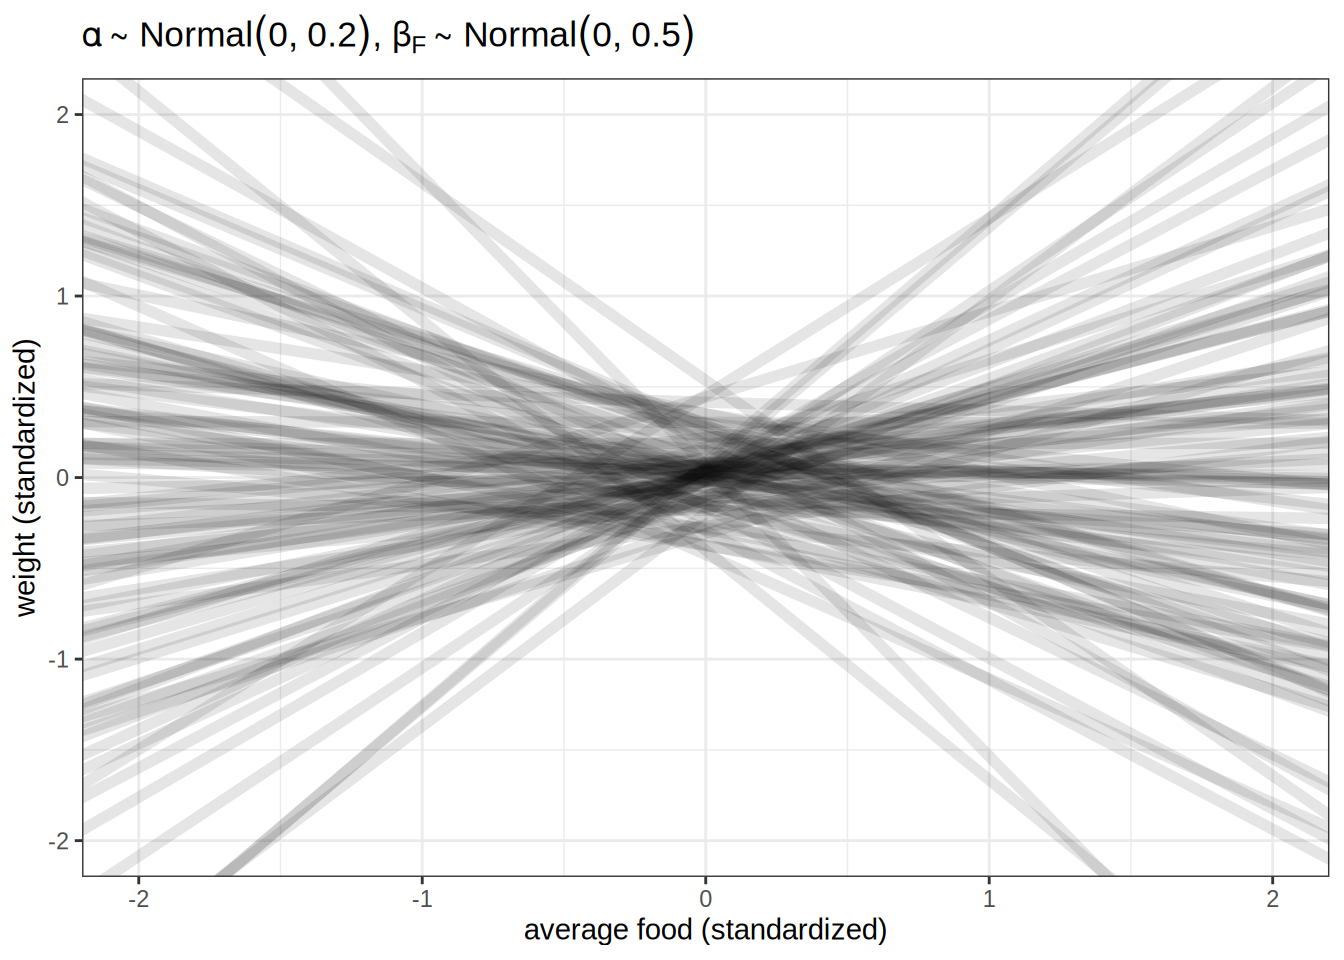 α ~ Normal(0, 0.2), βF ~ Normal(0, 0.5)
weight (standardized)
2
1
0
-1
-2
-2 -1 0 1 2
average food (standardized)